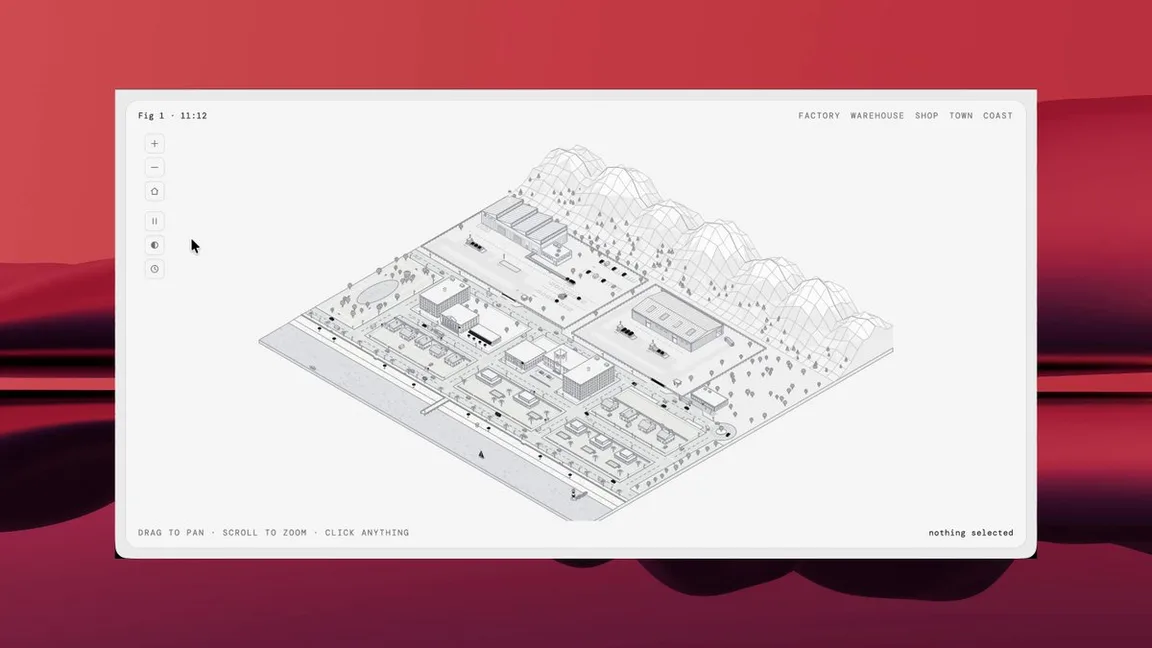 Fig 1 · 11:12
FACTORY WAREHOUSE SHOP TOWN COAST
DRAG TO PAN · SCROLL TO ZOOM · CLICK ANYTHING
nothing selected